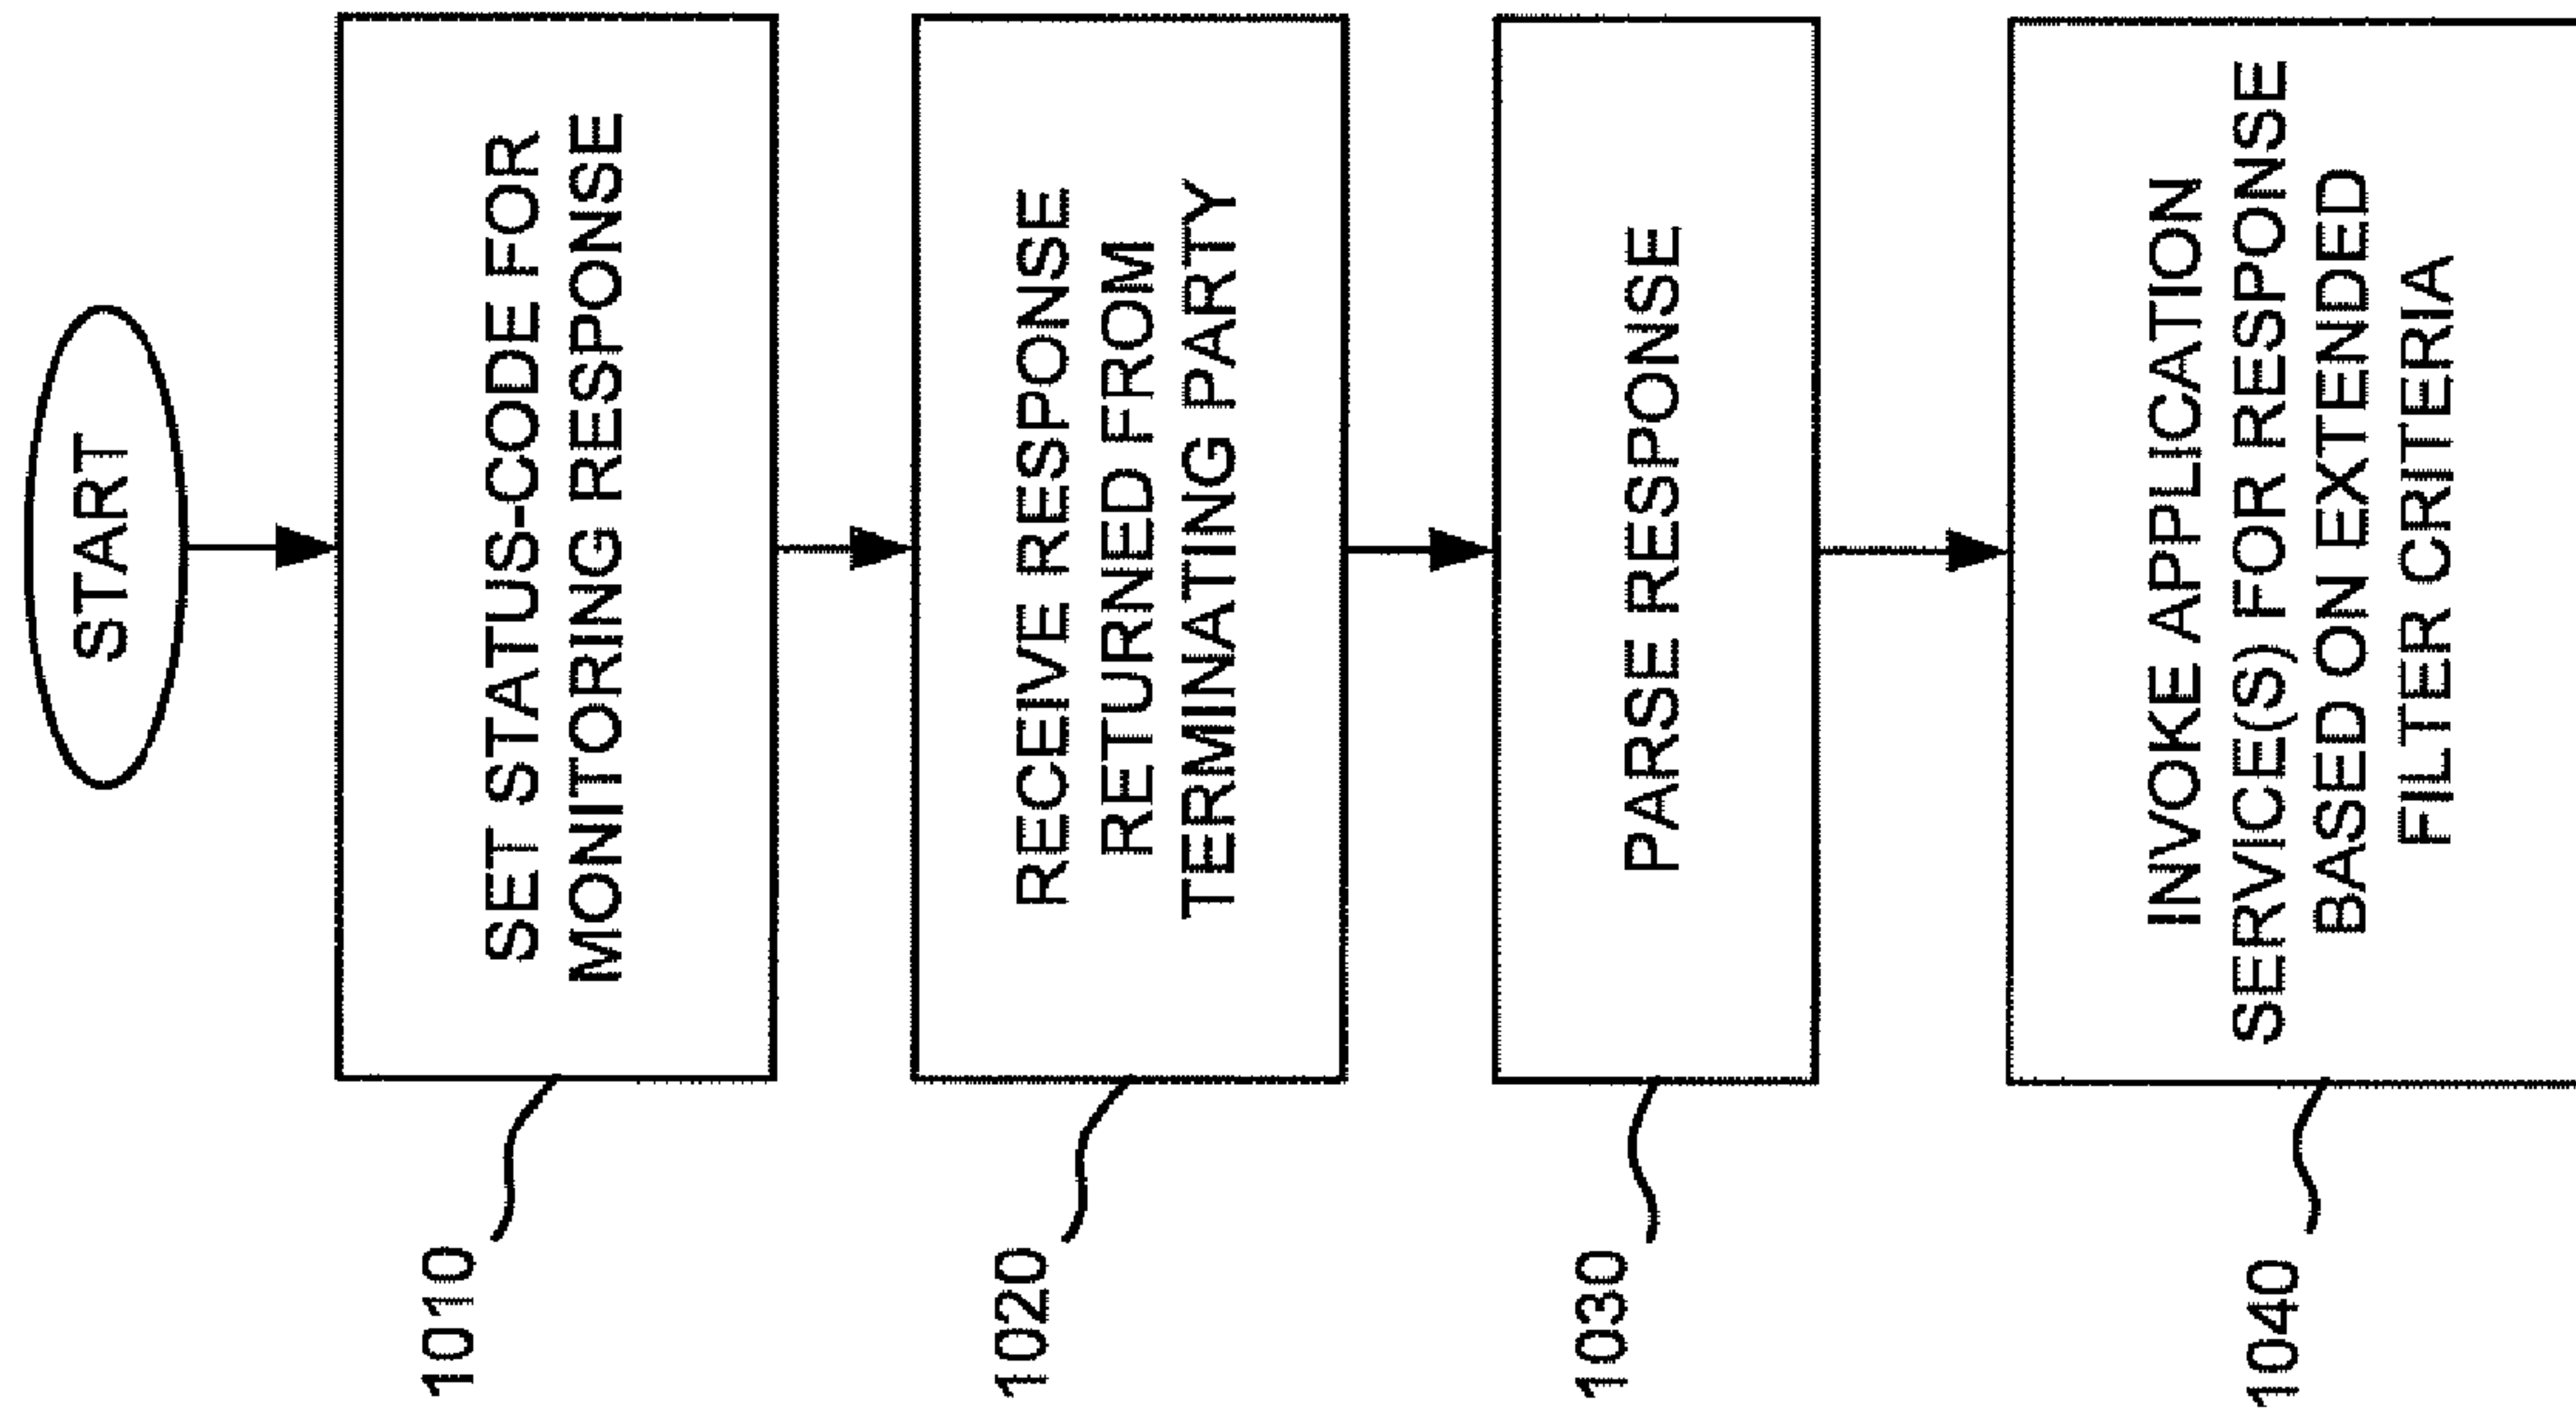 START
1010
SET STATUS-CODE FOR
MONITORING RESPONSE
1020
RECEIVE RESPONSE
RETURNED FROM
TERMINATING PARTY
1030
PARSE RESPONSE
1040
INVOKE APPLICATION
SERVICE(S) FOR RESPONSE
BASED ON EXTENDED
FILTER CRITERIA